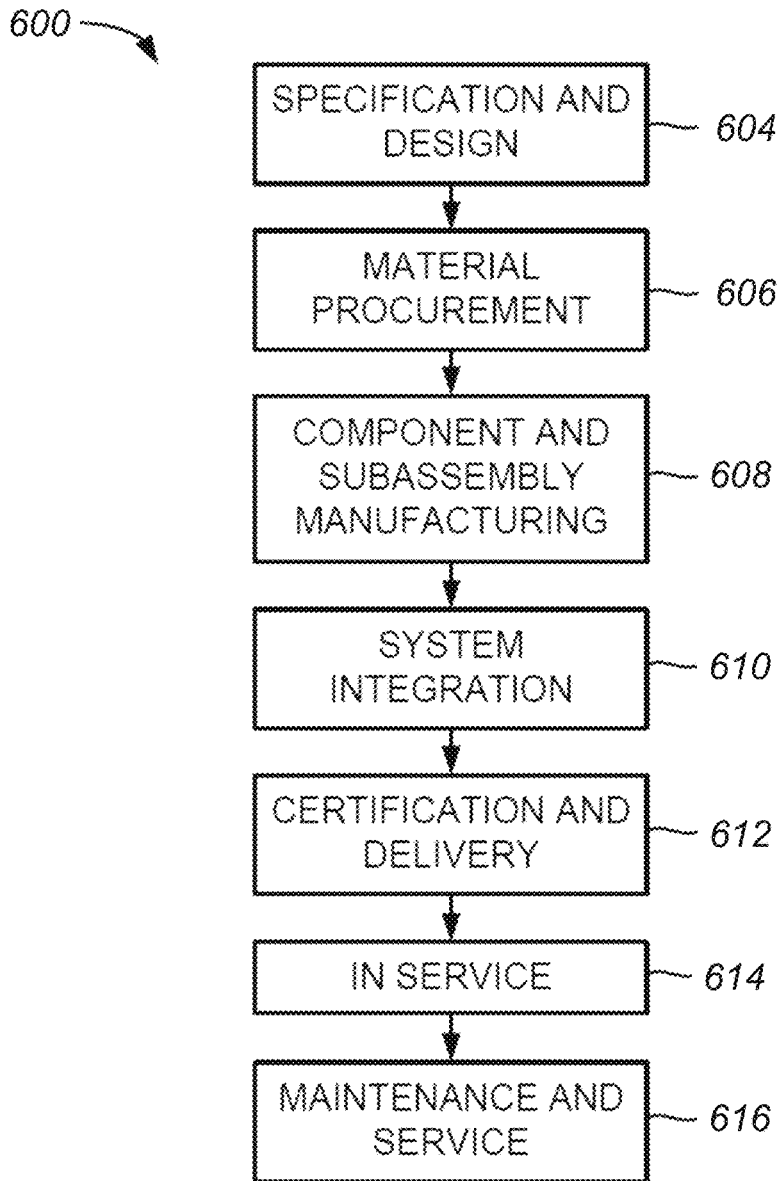 600
SPECIFICATION AND
DESIGN
604
MATERIAL
PROCUREMENT
606
COMPONENT AND
SUBASSEMBLY
MANUFACTURING
608
SYSTEM
INTEGRATION
610
CERTIFICATION AND
DELIVERY
612
IN SERVICE
614
MAINTENANCE AND
SERVICE
616